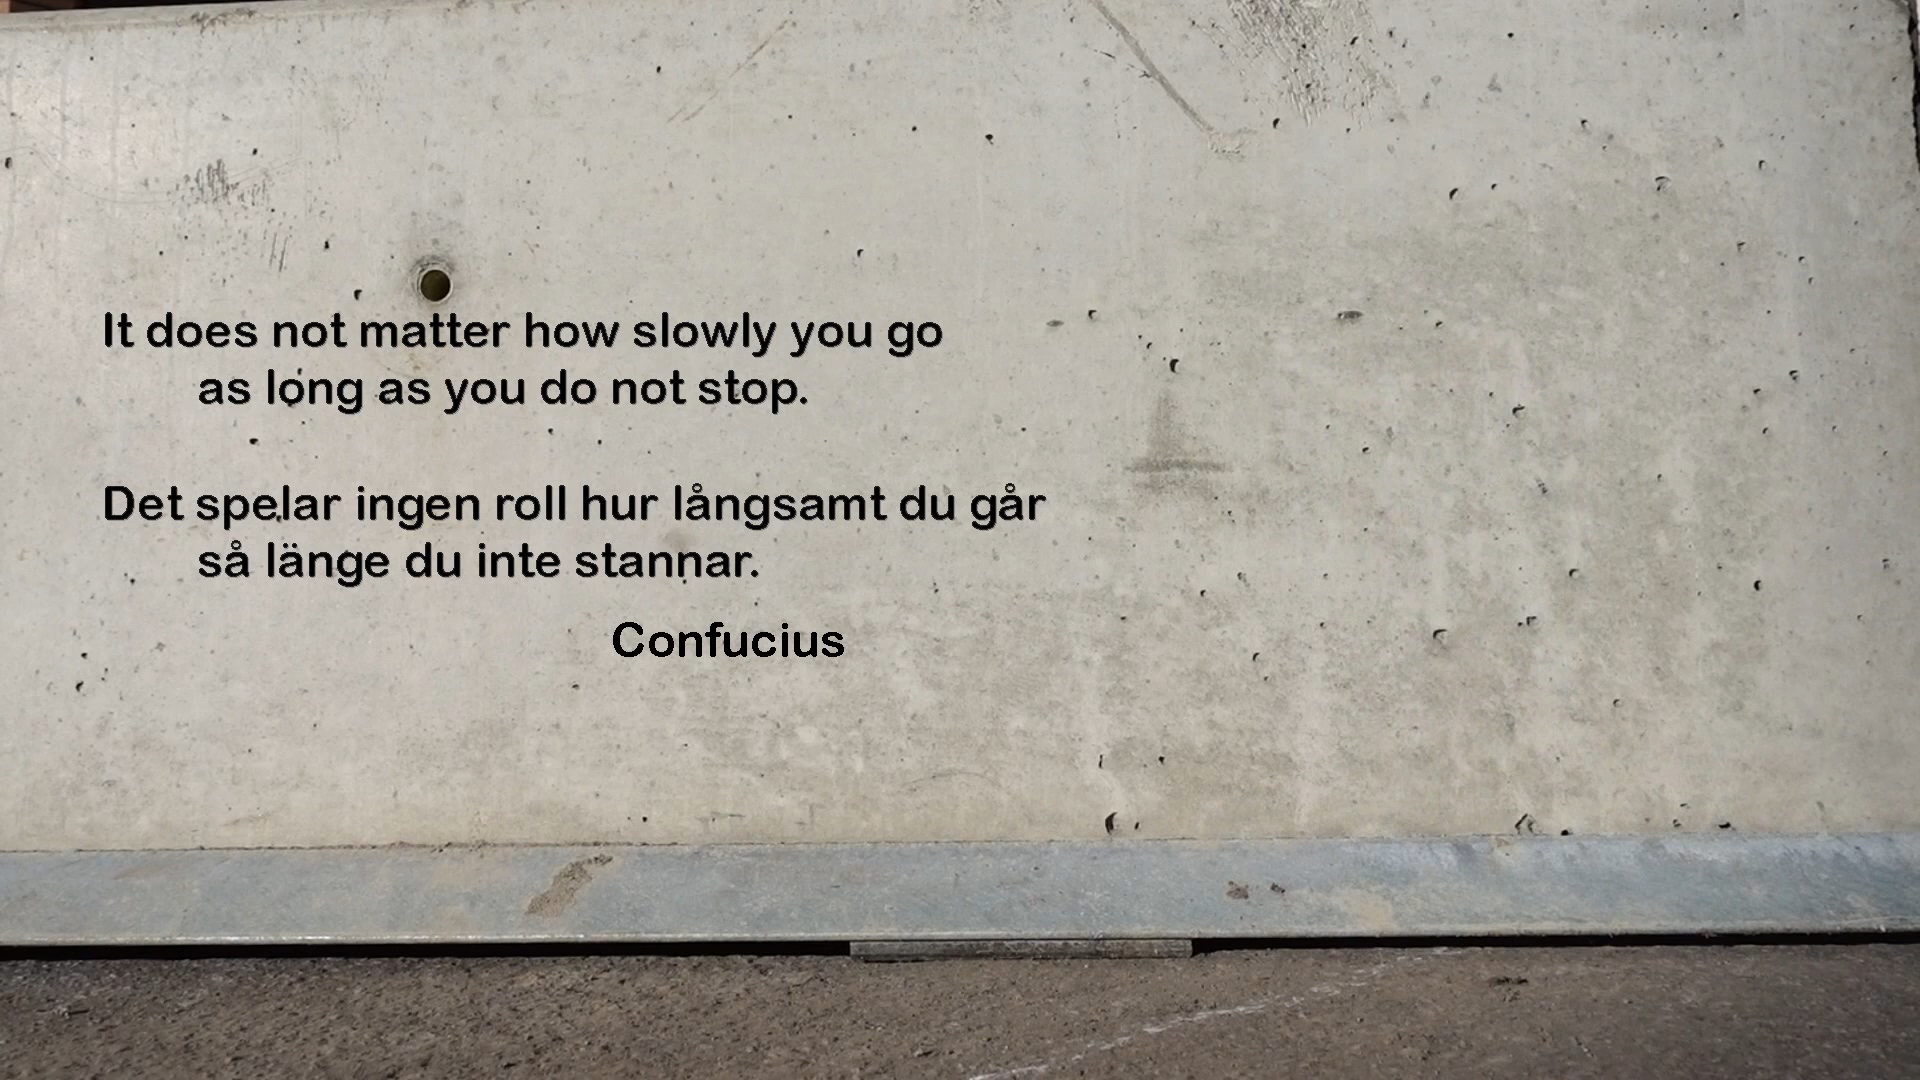 It does not matter how slowly you go
as long as you do not stop.
Det spelar ingen roll hur långsamt du går
så länge du inte stannar.
Confucius